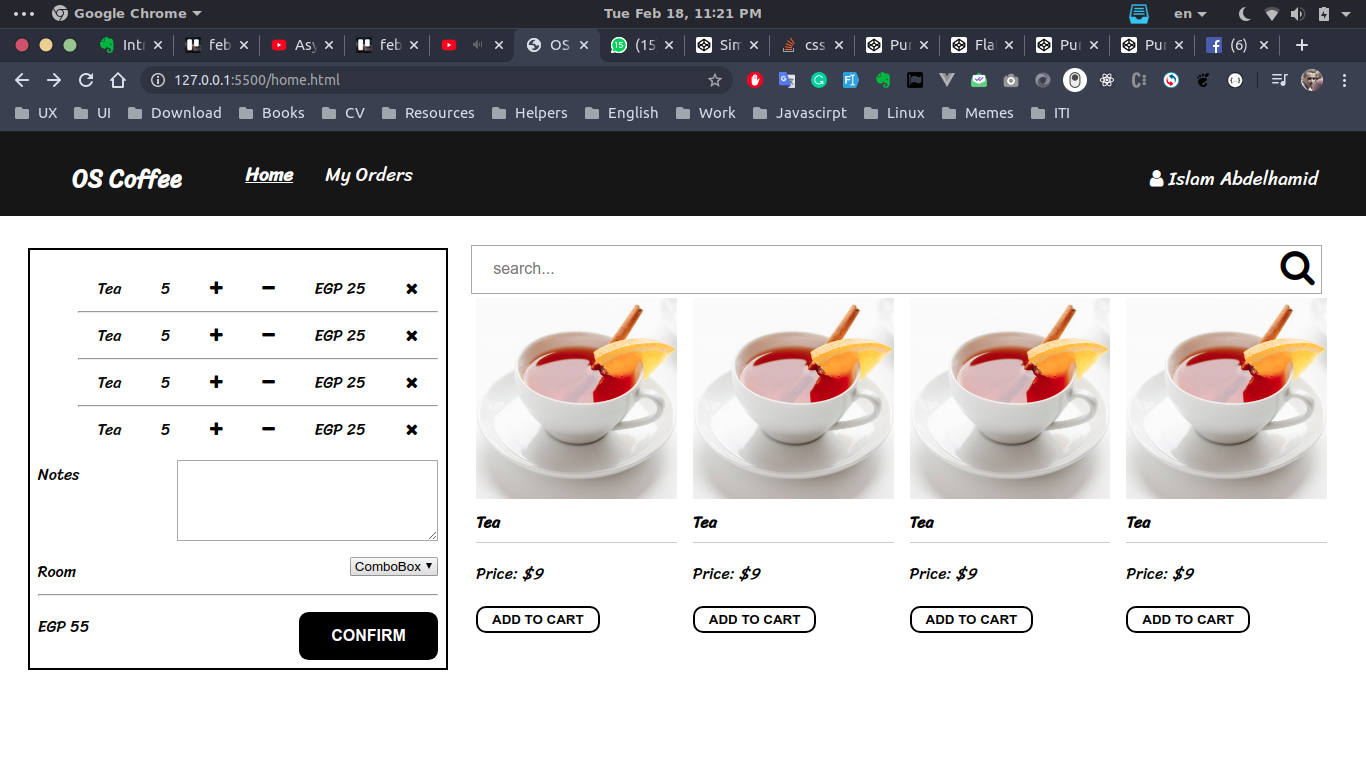 Google Chrome
Tue Feb 18, 11:21 PM
en
Intr
feb
Asy
feb
OS
15
(15
Sim
css
Pur
Flat
Pur
Pur
(6)
127.0.0.1:5500/home.html
UX UI Download Books CV Resources Helpers English Work Javascirpt Linux Memes ITI
OS Coffee Home My Orders Islam Abdelhamid
search...
Tea 5 EGP 25
Tea 5 EGP 25
Tea 5 EGP 25
Tea 5 EGP 25
Notes
Room ComboBox
EGP 55 CONFIRM
Tea Tea Tea Tea
Price: $9 Price: $9 Price: $9 Price: $9
ADD TO CART ADD TO CART ADD TO CART ADD TO CART